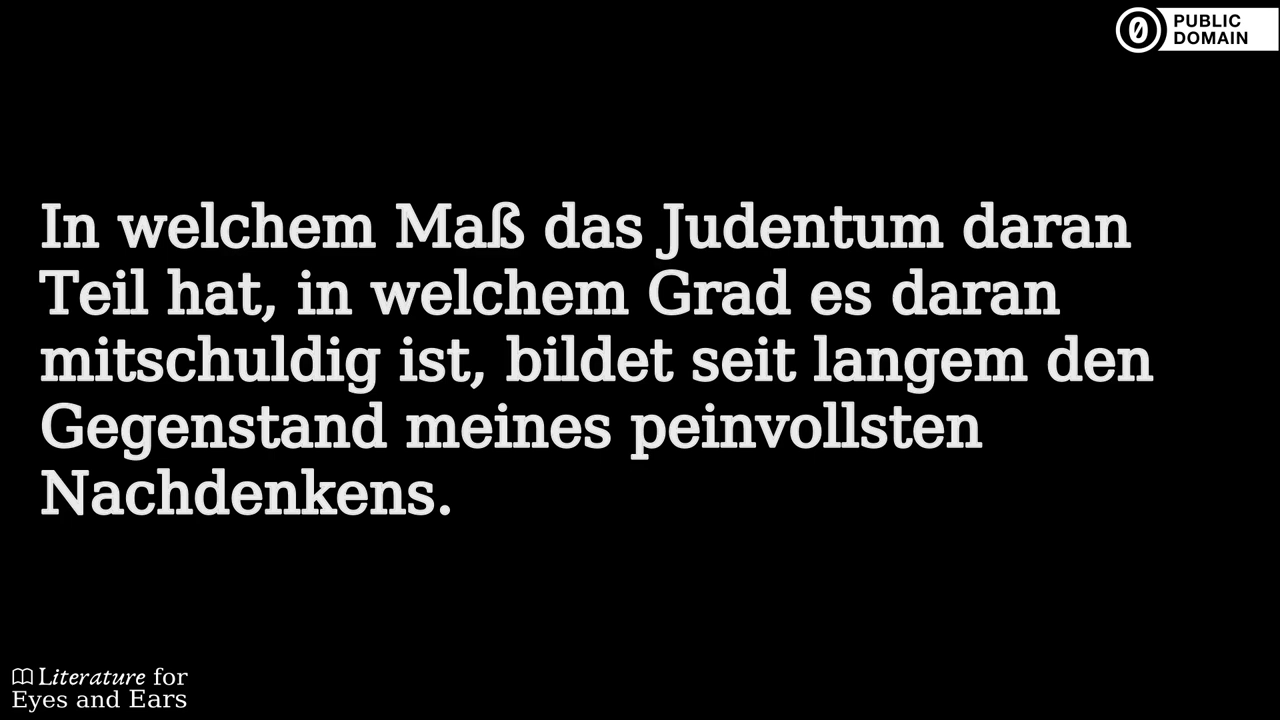 PUBLIC
DOMAIN
In welchem Maß das Judentum daran
Teil hat, in welchem Grad es daran
mitschuldig ist, bildet seit langem den
Gegenstand meines peinvollsten
Nachdenkens.
Literature for
Eyes and Ears